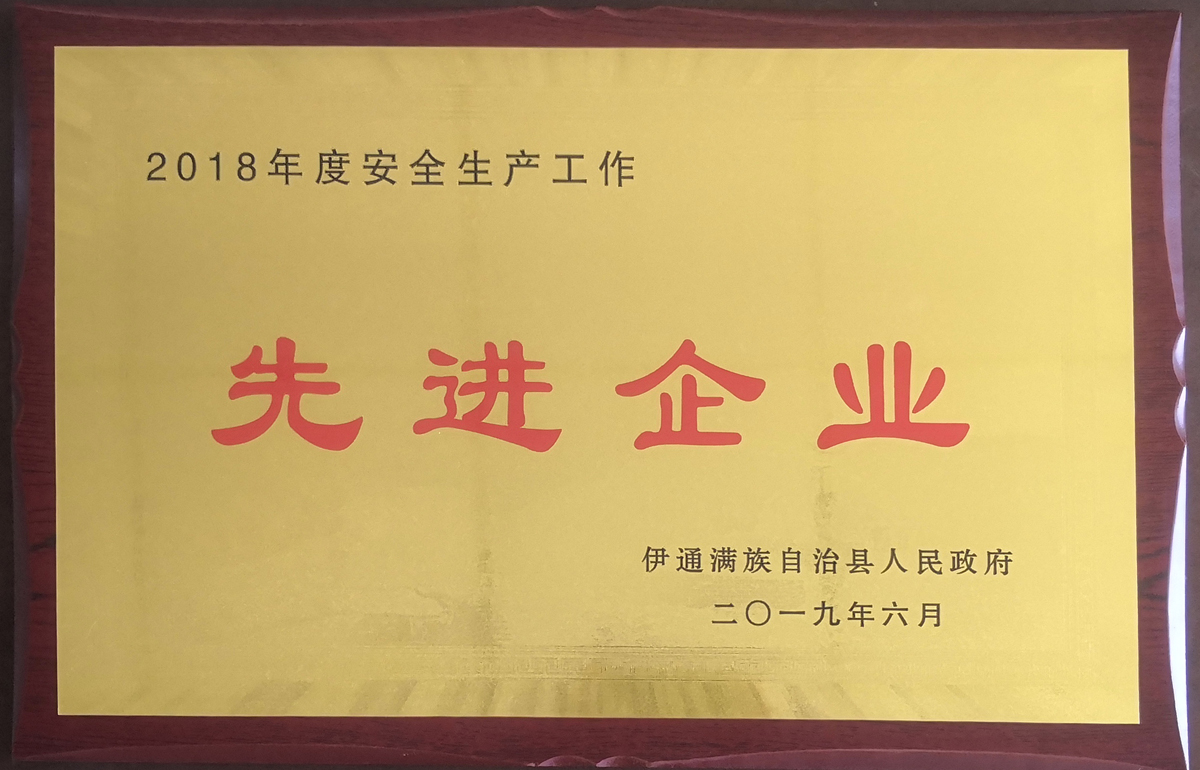 2018年度安全生产工作
先进企业
伊通满族自治县人民政府
二〇一九年六月